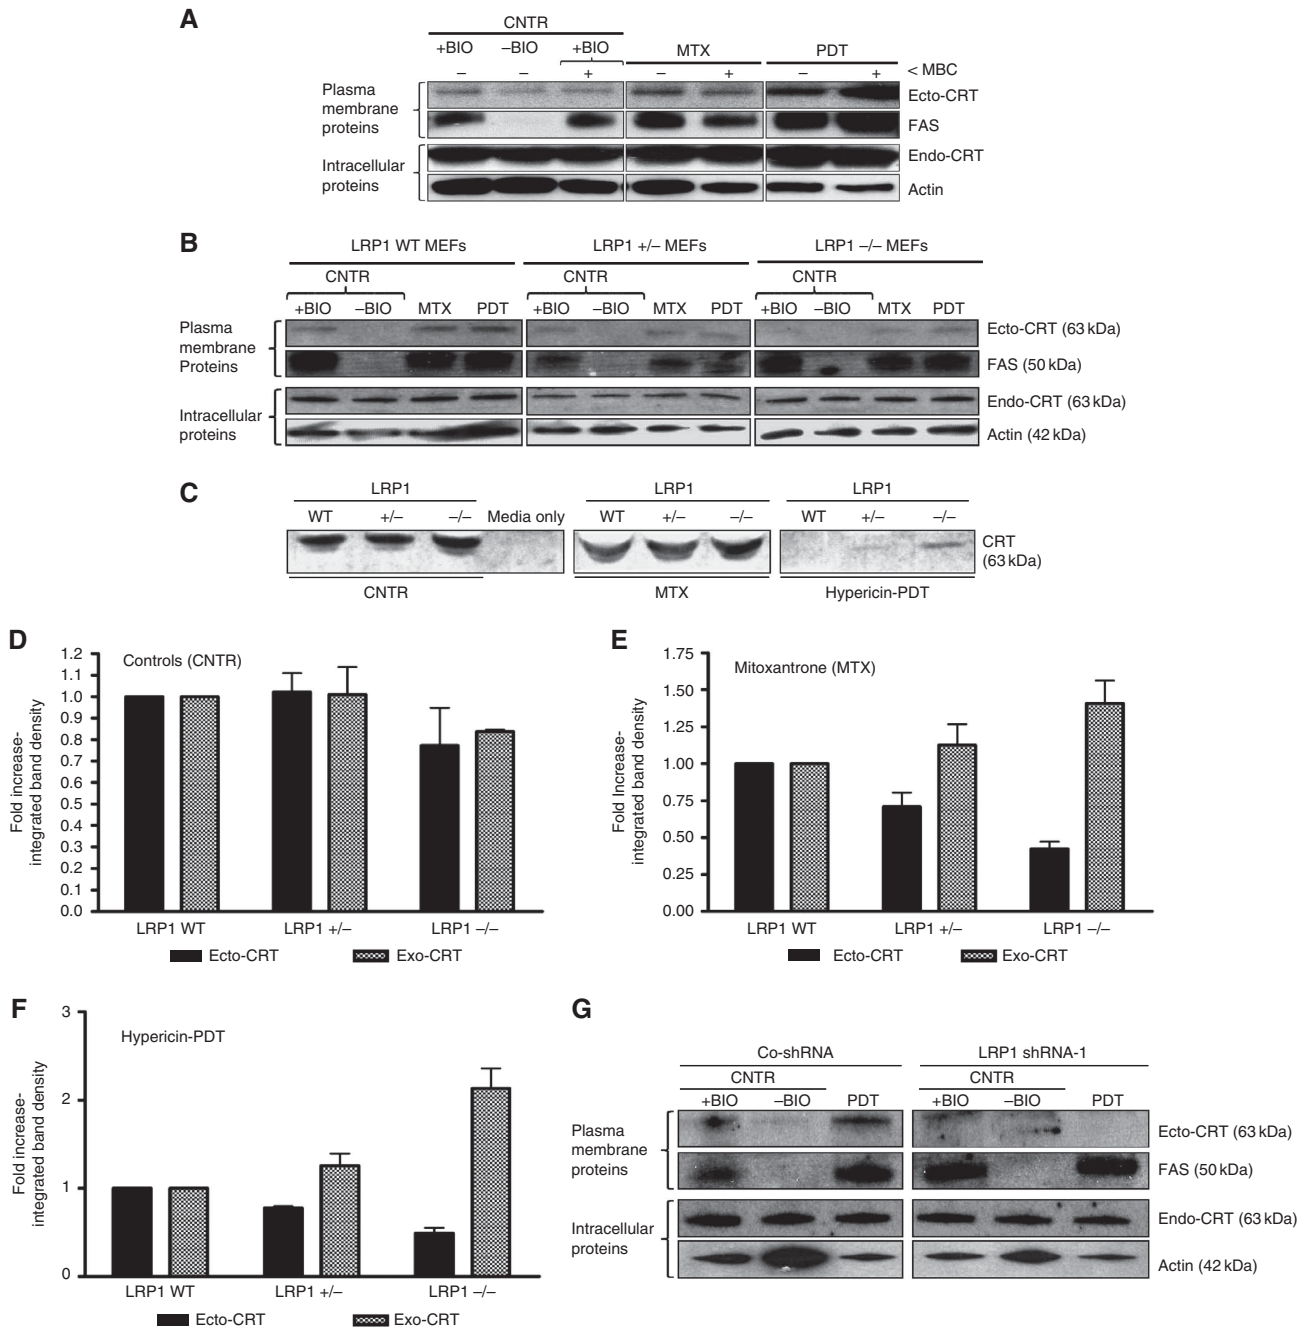 A
CNTR
+BIO –BIO +BIO MTX PDT
– – + – + – + < MBC
Plasma membrane proteins
Ecto-CRT
FAS
Intracellular proteins
Endo-CRT
Actin
B
LRP1 WT MEFs LRP1 +/– MEFs LRP1 –/– MEFs
CNTR CNTR CNTR
+BIO –BIO MTX PDT +BIO –BIO MTX PDT +BIO –BIO MTX PDT
Plasma membrane Proteins
Ecto-CRT (63 kDa)
FAS (50 kDa)
Intracellular proteins
Endo-CRT (63 kDa)
Actin (42 kDa)
C
LRP1 LRP1 LRP1
WT +/– –/– Media only WT +/– –/– WT +/– –/–
CRT (63 kDa)
CNTR MTX Hypericin-PDT
D
Controls (CNTR)
Fold increase-integrated band density
1.2
1.1
1.0
0.9
0.8
0.7
0.6
0.5
0.4
0.3
0.2
0.1
0.0
LRP1 WT LRP1 +/– LRP1 –/–
Ecto-CRT Exo-CRT
E
Mitoxantrone (MTX)
Fold Increase-integrated band density
1.75
1.50
1.25
1.00
0.75
0.50
0.25
0.00
LRP1 WT LRP1 +/– LRP1 –/–
Ecto-CRT Exo-CRT
F
Hypericin-PDT
Fold increase-integrated band density
3
2
1
0
LRP1 WT LRP1 +/– LRP1 –/–
Ecto-CRT Exo-CRT
G
Co-shRNA LRP1 shRNA-1
CNTR CNTR
+BIO –BIO PDT +BIO –BIO PDT
Plasma membrane proteins
Ecto-CRT (63 kDa)
FAS (50 kDa)
Intracellular proteins
Endo-CRT (63 kDa)
Actin (42 kDa)